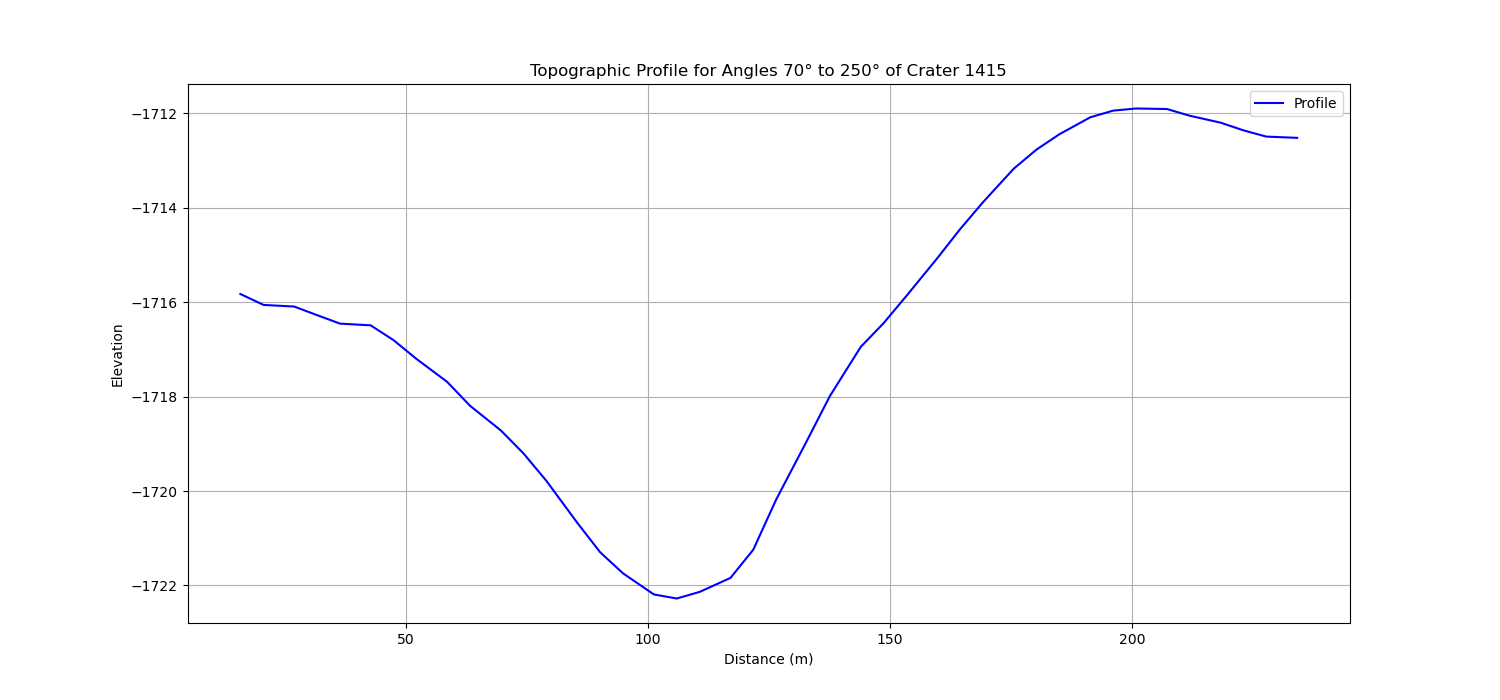 Topographic Profile for Angles 70° to 250° of Crater 1415
Profile
−1712
−1714
−1716
−1718
−1720
−1722
Elevation
50
100
150
200
Distance (m)